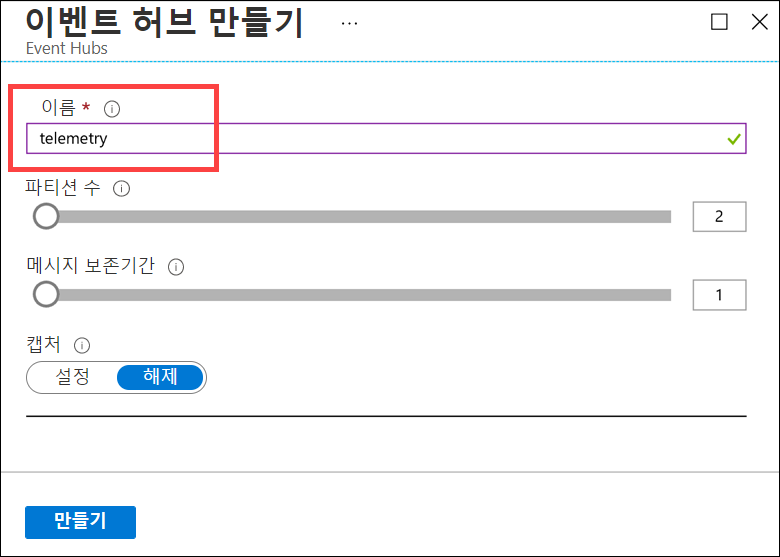 이벤트 허브 만들기 ...
Event Hubs
이름 *
telemetry
파티션 수
2
메시지 보존기간
1
캡처
설정 해제
만들기